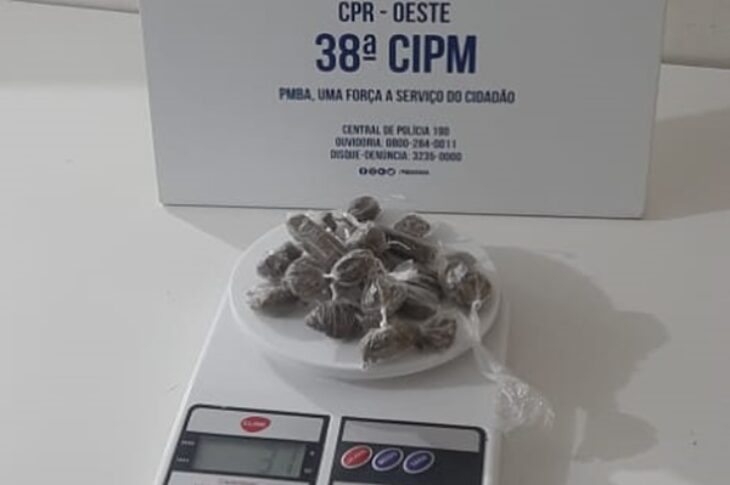 CPR - OESTE
38ª CIPM
PMBA, UMA FORÇA A SERVIÇO DO CIDADÃO
CENTRAL DE POLÍCIA 190
OUVIDORIA: 0800-284-0011
DISQUE-DENÚNCIA: 3235-0000